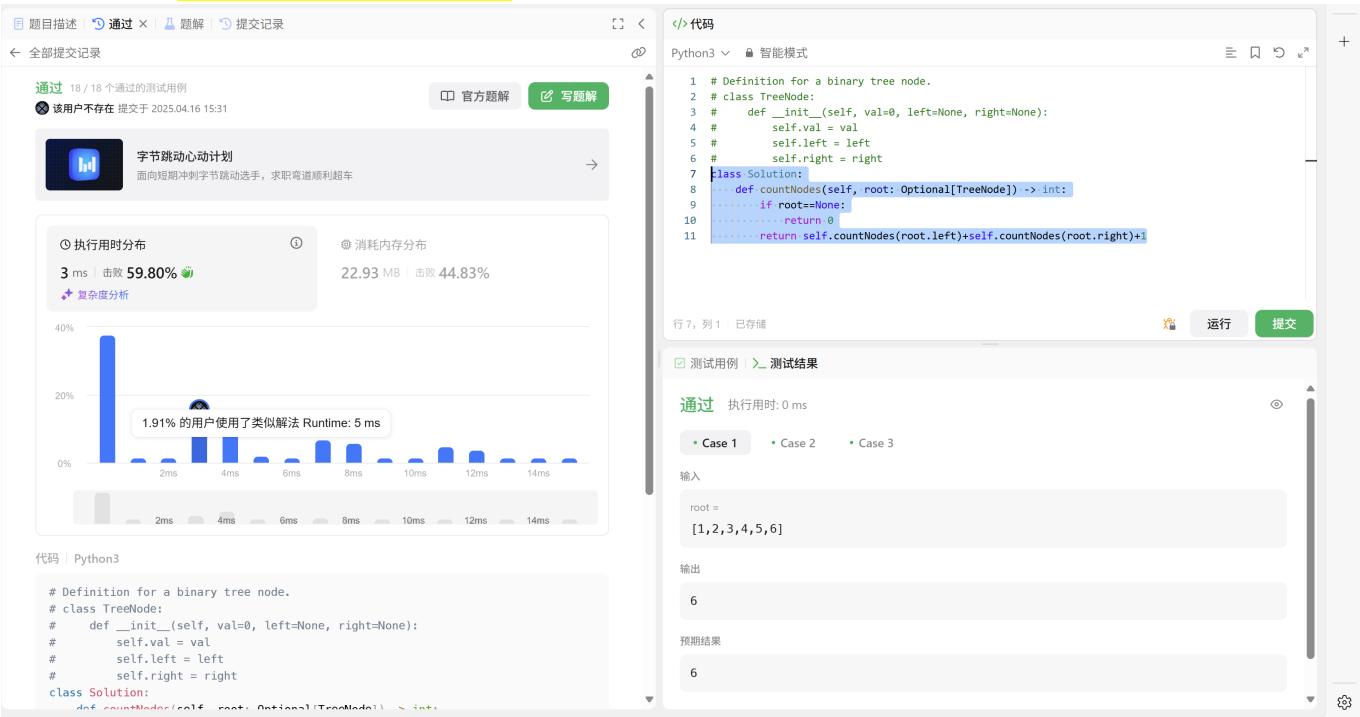 题目描述 通过 题解 提交记录
全部提交记录
通过 18 / 18 个通过的测试用例
该用户不存在 提交于 2025.04.16 15:31
官方题解 写题解
字节跳动心动计划
面向短期冲刺字节跳动选手，求职弯道顺利超车
执行用时分布
3 ms 击败 59.80%
复杂度分析
消耗内存分布
22.93 MB 击败 44.83%
40%
20%
0%
1.91% 的用户使用了类似解法 Runtime: 5 ms
2ms 4ms 6ms 8ms 10ms 12ms 14ms
2ms 4ms 6ms 8ms 10ms 12ms 14ms
代码 Python3
# Definition for a binary tree node.
# class TreeNode:
#     def __init__(self, val=0, left=None, right=None):
#         self.val = val
#         self.left = left
#         self.right = right
class Solution:
    def countNodes(self, root: Optional[TreeNode]) -> int:
</> 代码
Python3 智能模式
1 # Definition for a binary tree node.
2 # class TreeNode:
3 #     def __init__(self, val=0, left=None, right=None):
4 #         self.val = val
5 #         self.left = left
6 #         self.right = right
7 class Solution:
8     def countNodes(self, root: Optional[TreeNode]) -> int:
9         if root==None:
10             return 0
11         return self.countNodes(root.left)+self.countNodes(root.right)+1
行 7，列 1 已存储
运行 提交
测试用例 >_ 测试结果
通过 执行用时: 0 ms
• Case 1 • Case 2 • Case 3
输入
root =
[1,2,3,4,5,6]
输出
6
预期结果
6